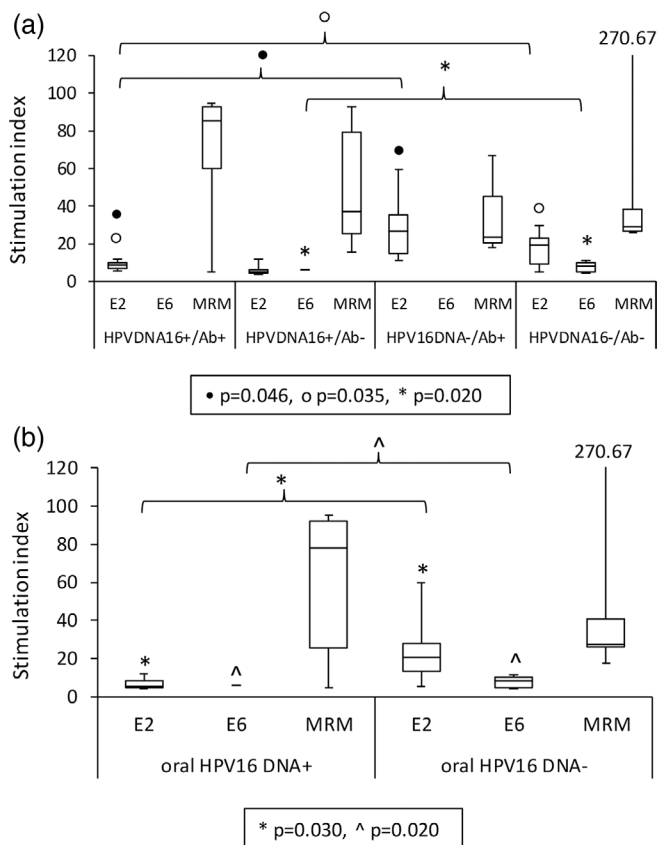 (a)
270.67
120
100
80
60
40
20
0
Stimulation index
* * *
E2 E6 MRM E2 E6 MRM E2 E6 MRM E2 E6 MRM
HPVDNA16+/Ab+ HPVDNA16+/Ab- HPV16DNA-/Ab+ HPVDNA16-/Ab-
• p=0.046, o p=0.035, * p=0.020
(b)
^
270.67
120
100
80
60
40
20
0
Stimulation index
* * ^ * ^
E2 E6 MRM E2 E6 MRM
oral HPV16 DNA+ oral HPV16 DNA-
* p=0.030, ^ p=0.020